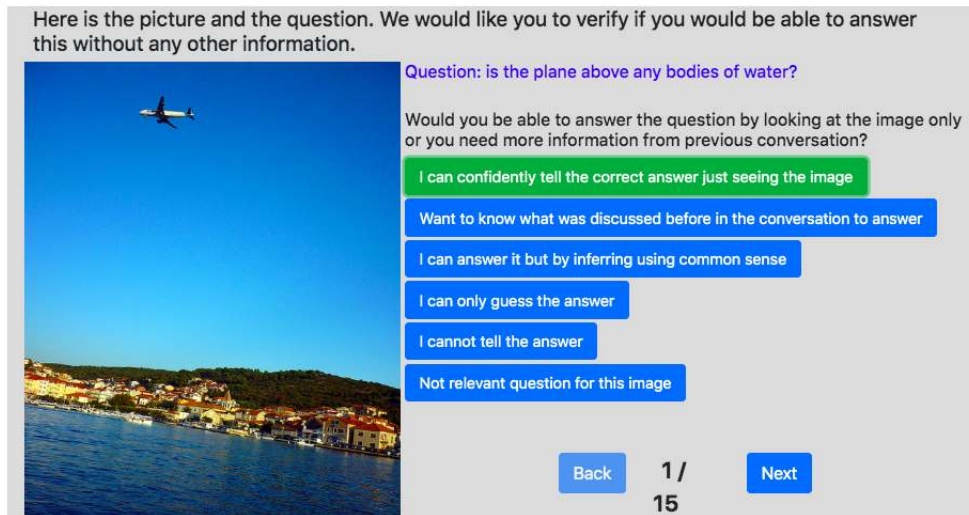 Here is the picture and the question. We would like you to verify if you would be able to answer
this without any other information.
Question: is the plane above any bodies of water?
Would you be able to answer the question by looking at the image only
or you need more information from previous conversation?
I can confidently tell the correct answer just seeing the image
Want to know what was discussed before in the conversation to answer
I can answer it but by inferring using common sense
I can only guess the answer
I cannot tell the answer
Not relevant question for this image
Back
1 /
15
Next